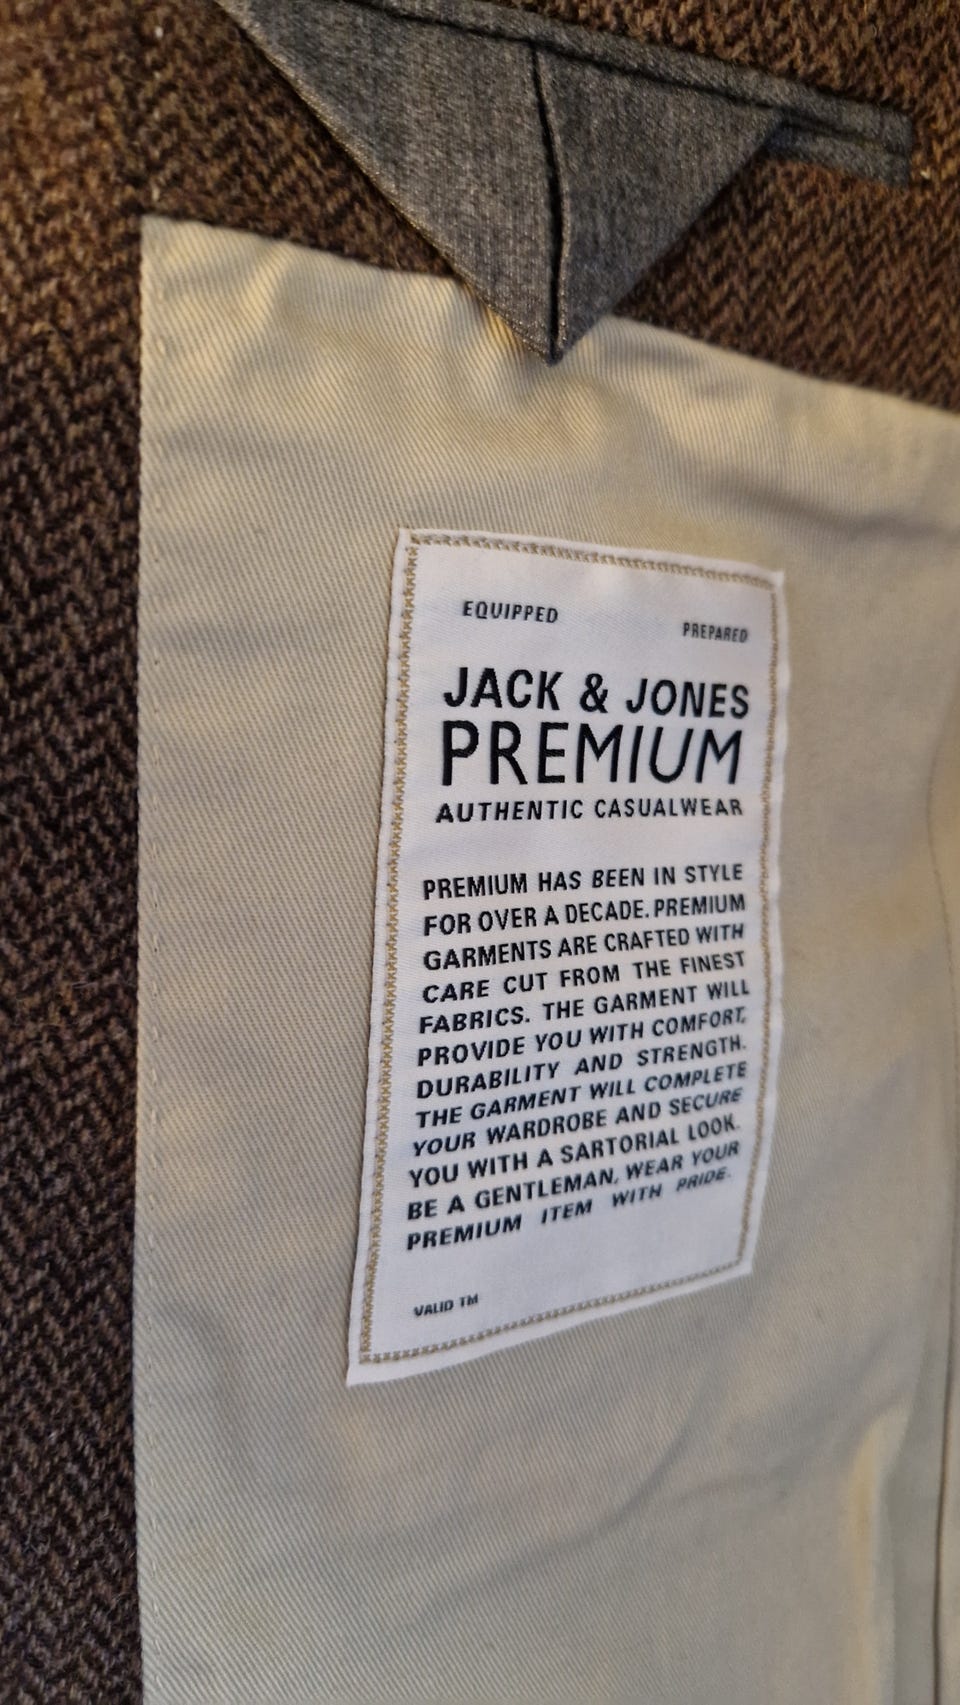 EQUIPPED
PREPARED
JACK & JONES
PREMIUM
AUTHENTIC CASUALWEAR
PREMIUM HAS BEEN IN STYLE
FOR OVER A DECADE. PREMIUM
GARMENTS ARE CRAFTED WITH
CARE CUT FROM THE FINEST
FABRICS. THE GARMENT WILL
PROVIDE YOU WITH COMFORT,
DURABILITY AND STRENGTH.
THE GARMENT WILL COMPLETE
YOUR WARDROBE AND SECURE
YOU WITH A SARTORIAL LOOK.
BE A GENTLEMAN, WEAR YOUR
PREMIUM ITEM WITH PRIDE.
VALID TM